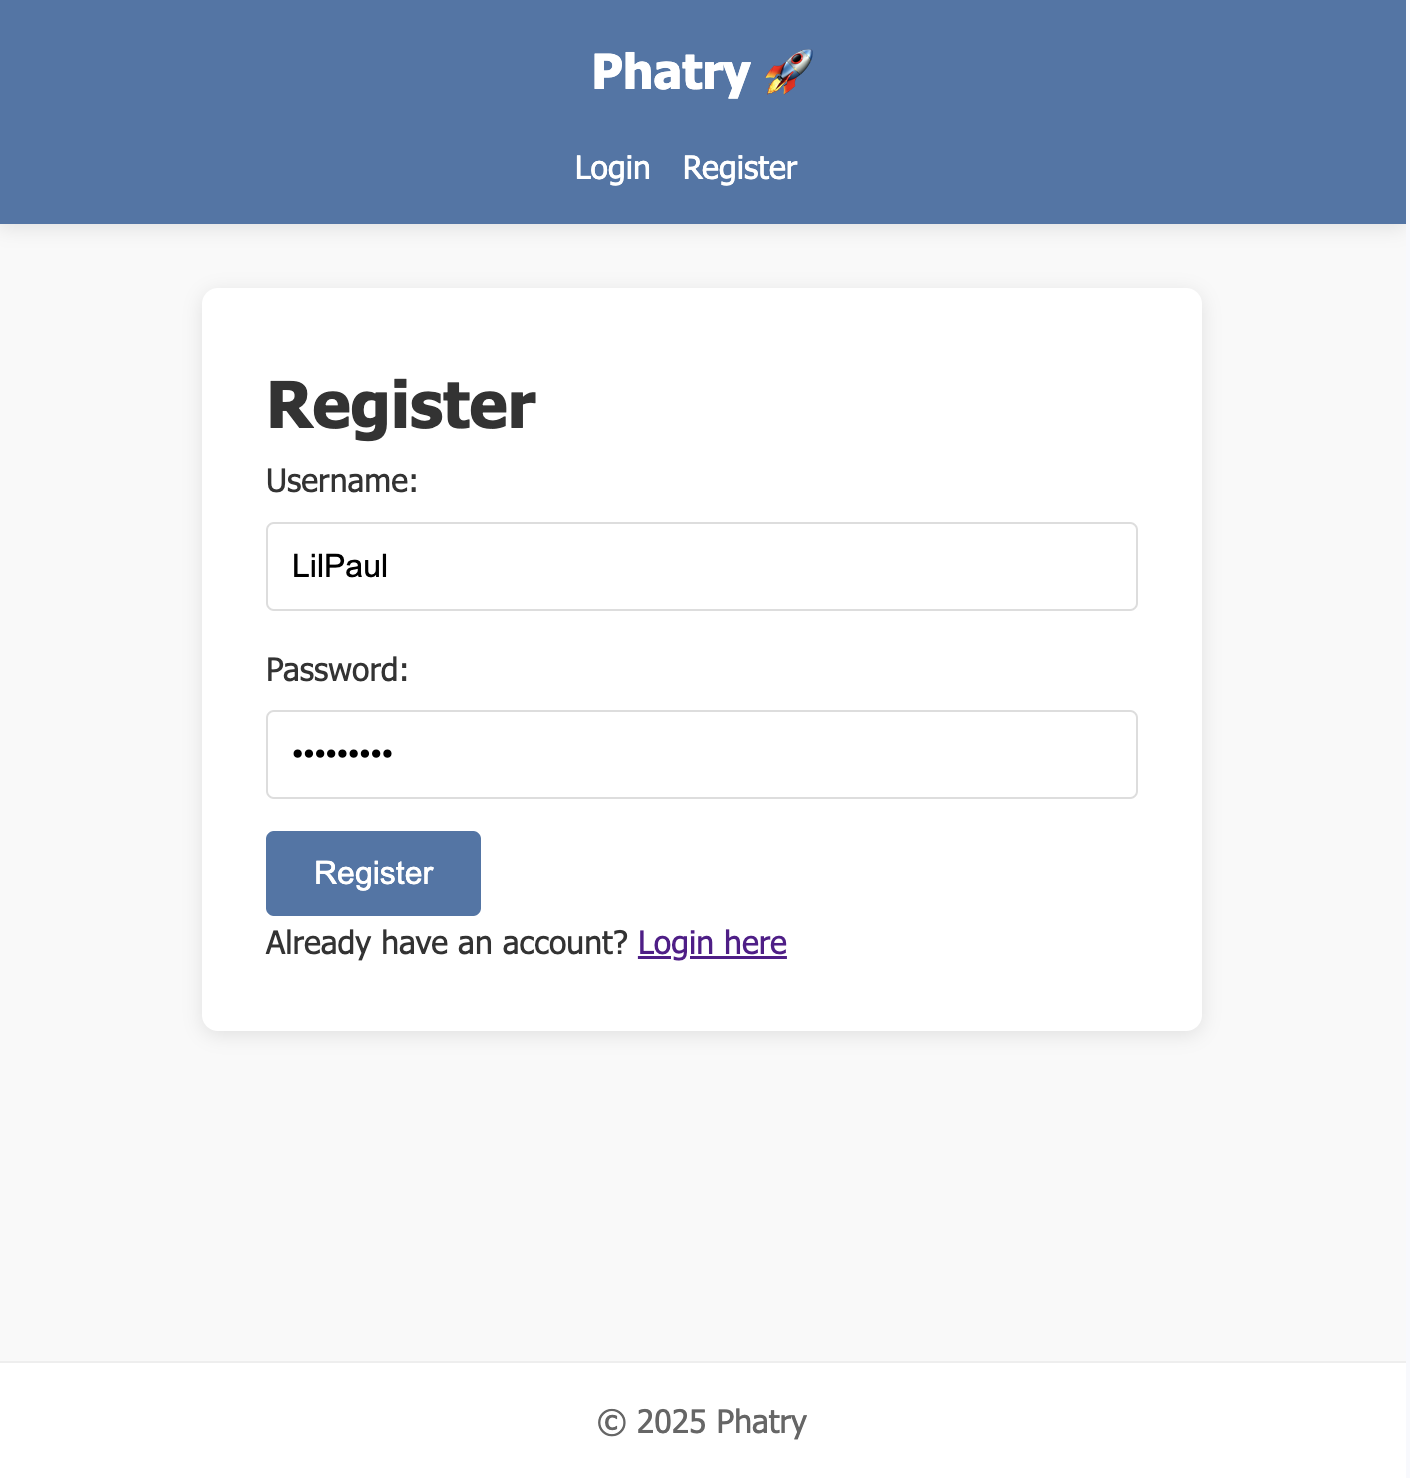 Phatry 🚀
Login Register
Register
Username:
LilPaul
Password:
•••••••••
Register
Already have an account? Login here
© 2025 Phatry